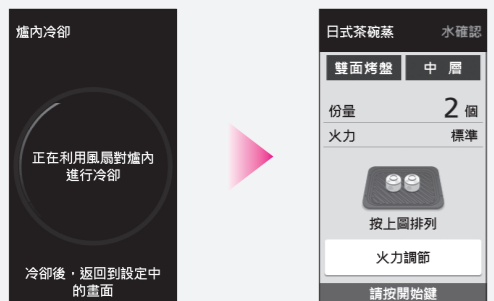 爐內冷卻
正在利用風扇對爐內
進行冷卻
冷卻後，返回到設定中
的畫面
日式茶碗蒸 水確認
雙面烤盤 中層
份量 2個
火力 標準
按上圖排列
火力調節
請按開始鍵